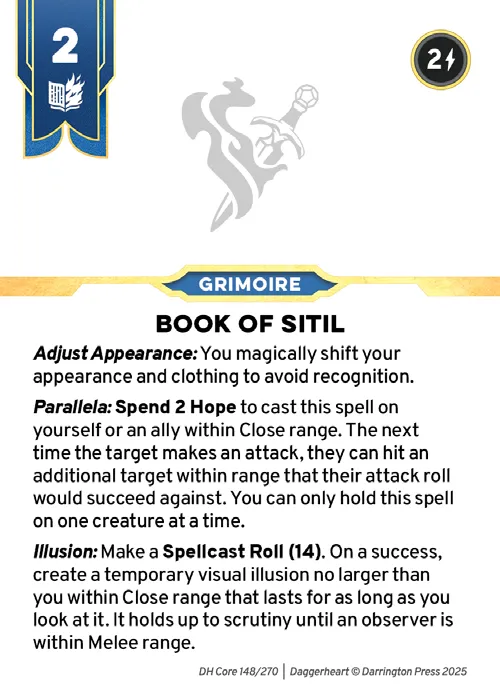 2
2
GRIMOIRE
BOOK OF SITIL
Adjust Appearance: You magically shift your
appearance and clothing to avoid recognition.
Parallela: Spend 2 Hope to cast this spell on
yourself or an ally within Close range. The next
time the target makes an attack, they can hit an
additional target within range that their attack roll
would succeed against. You can only hold this spell
on one creature at a time.
Illusion: Make a Spellcast Roll (14). On a success,
create a temporary visual illusion no larger than
you within Close range that lasts for as long as you
look at it. It holds up to scrutiny until an observer is
within Melee range.
DH Core 148/270 | Daggerheart © Darrington Press 2025